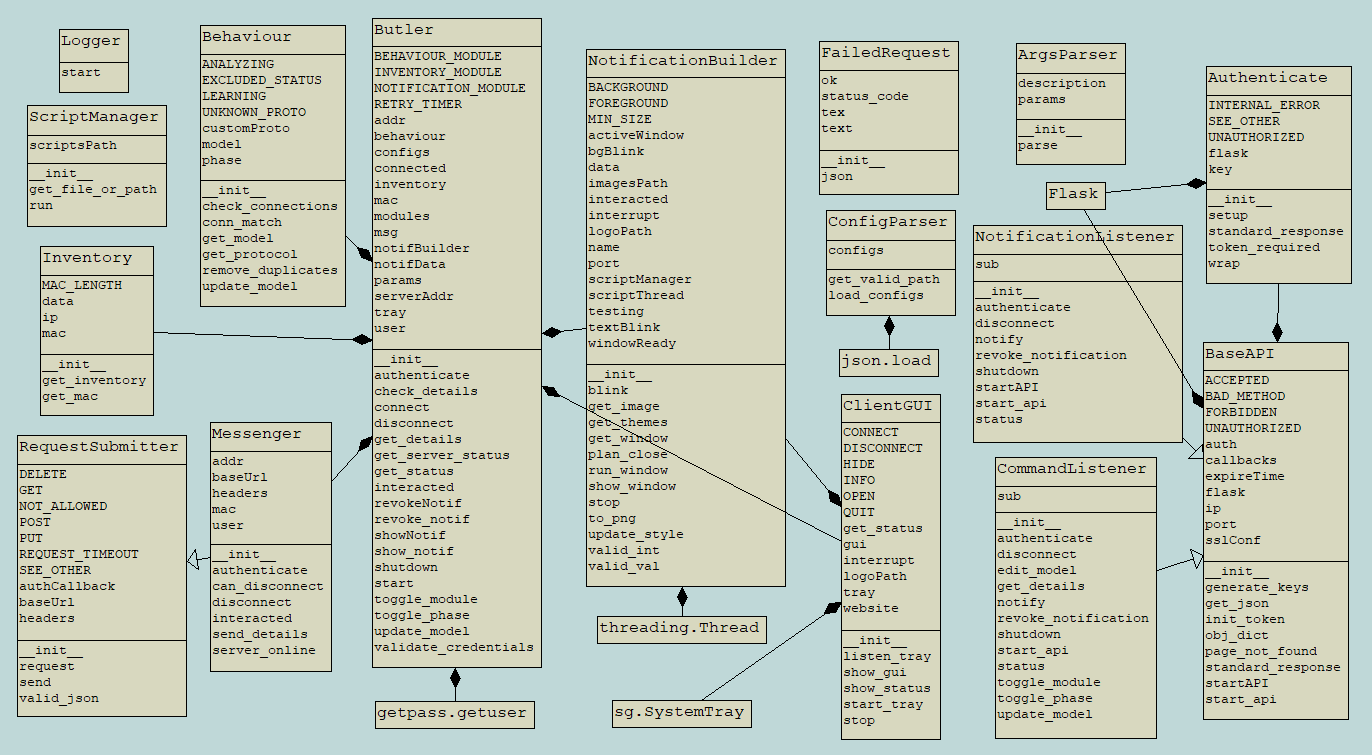 Logger
start
ScriptManager
scriptsPath
__init__
get_file_or_path
run
Inventory
MAC_LENGTH
data
ip
mac
__init__
get_inventory
get_mac
RequestSubmitter
DELETE
GET
NOT_ALLOWED
POST
PUT
REQUEST_TIMEOUT
SEE_OTHER
authCallback
baseUrl
headers
__init__
request
send
valid_json
Behaviour
ANALYZING
EXCLUDED_STATUS
LEARNING
UNKNOWN_PROTO
customProto
model
phase
__init__
check_connections
conn_match
get_model
get_protocol
remove_duplicates
update_model
Messenger
addr
baseUrl
headers
mac
user
__init__
authenticate
can_disconnect
disconnect
interacted
send_details
server_online
Butler
BEHAVIOUR_MODULE
INVENTORY_MODULE
NOTIFICATION_MODULE
RETRY_TIMER
addr
behaviour
configs
connected
inventory
mac
modules
msg
notifBuilder
notifData
params
serverAddr
tray
user
__init__
authenticate
check_details
connect
disconnect
get_details
get_server_status
get_status
interacted
revokeNotif
revoke_notif
showNotif
show_notif
shutdown
start
toggle_module
toggle_phase
update_model
validate_credentials
getpass.getuser
NotificationBuilder
BACKGROUND
FOREGROUND
MIN_SIZE
activeWindow
bgBlink
data
imagesPath
interacted
interrupt
logoPath
name
port
scriptManager
scriptThread
testing
textBlink
windowReady
__init__
blink
get_image
get_themes
get_window
plan_close
run_window
show_window
stop
to_png
update_style
valid_int
valid_val
threading.Thread
sg.SystemTray
FailedRequest
ok
status_code
tex
text
__init__
json
ConfigParser
configs
get_valid_path
load_configs
json.load
ClientGUI
CONNECT
DISCONNECT
HIDE
INFO
OPEN
QUIT
get_status
gui
interrupt
logoPath
tray
website
__init__
listen_tray
show_gui
show_status
start_tray
stop
ArgsParser
description
params
__init__
parse
Flask
NotificationListener
sub
__init__
authenticate
disconnect
notify
revoke_notification
shutdown
startAPI
start_api
status
CommandListener
sub
__init__
authenticate
disconnect
edit_model
get_details
notify
revoke_notification
shutdown
start_api
status
toggle_module
toggle_phase
update_model
Authenticate
INTERNAL_ERROR
SEE_OTHER
UNAUTHORIZED
flask
key
__init__
setup
standard_response
token_required
wrap
BaseAPI
ACCEPTED
BAD_METHOD
FORBIDDEN
UNAUTHORIZED
auth
callbacks
expireTime
flask
ip
port
sslConf
__init__
generate_keys
get_json
init_token
obj_dict
page_not_found
standard_response
startAPI
start_api